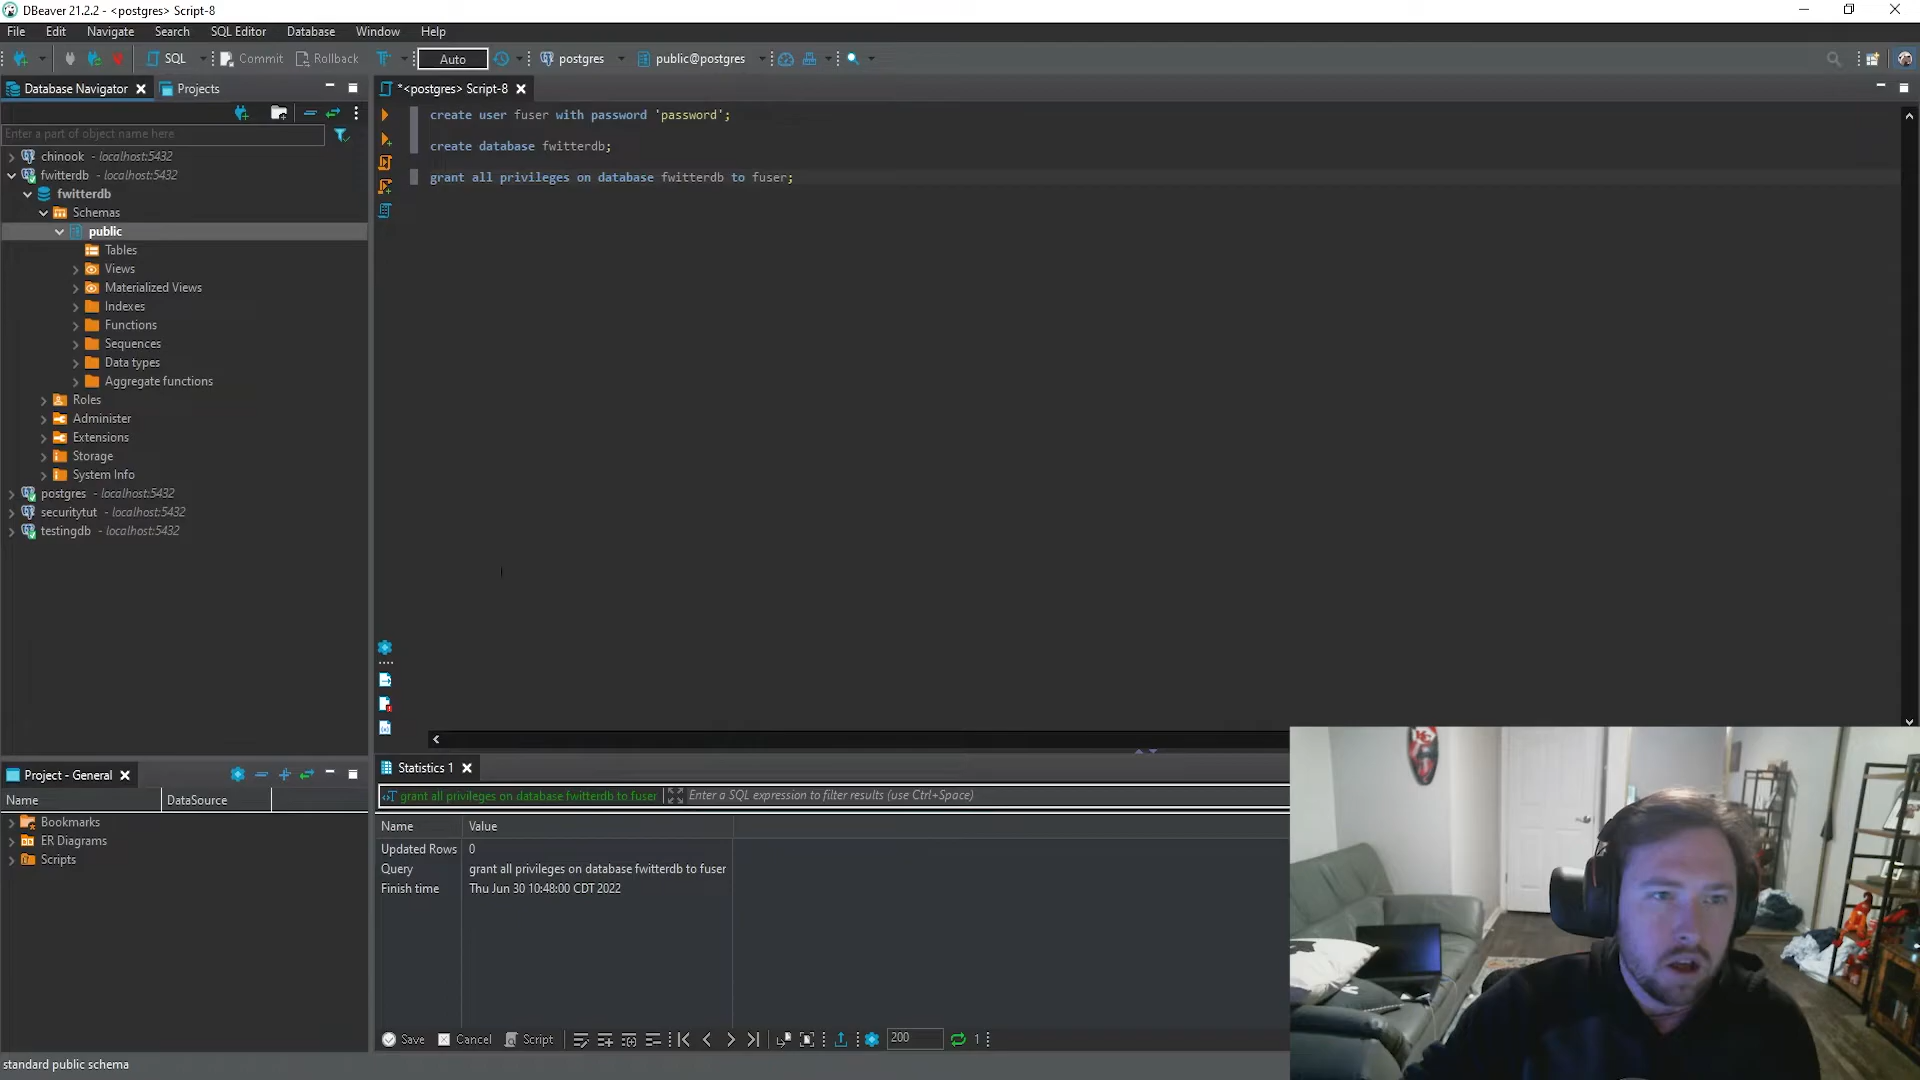 DBeaver 21.2.2 - <postgres> Script-8
File Edit Navigate Search SQL Editor Database Window Help
SQL Commit Rollback Auto postgres public@postgres
Database Navigator Projects
*<postgres> Script-8
Enter a part of object name here
create user fuser with password 'password';
create database fwitterdb;
grant all privileges on database fwitterdb to fuser;
chinook - localhost:5432
fwitterdb - localhost:5432
fwitterdb
Schemas
public
Tables
Views
Materialized Views
Indexes
Functions
Sequences
Data types
Aggregate functions
Roles
Administer
Extensions
Storage
System Info
postgres - localhost:5432
securitytut - localhost:5432
testingdb - localhost:5432
Project - General
Name DataSource
Bookmarks
ER Diagrams
Scripts
Statistics 1
grant all privileges on database fwitterdb to fuser Enter a SQL expression to filter results (use Ctrl+Space)
Name Value
Updated Rows 0
Query grant all privileges on database fwitterdb to fuser
Finish time Thu Jun 30 10:48:00 CDT 2022
Save Cancel Script 200 1
standard public schema